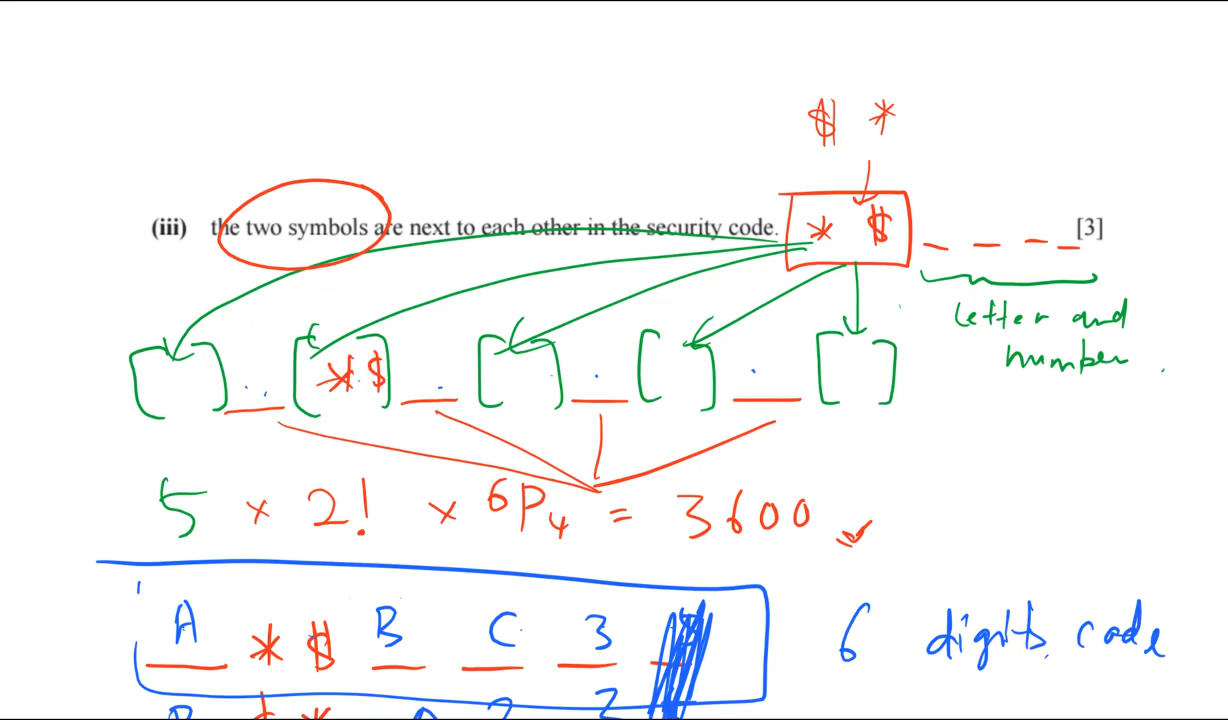 $ *
(iii) the two symbols are next to each other in the security code. * $ _ _ _ _ [3]
letter and
number
* $
5 × 2! × 6P4 = 3600
A * $ B C 3
6 digits code